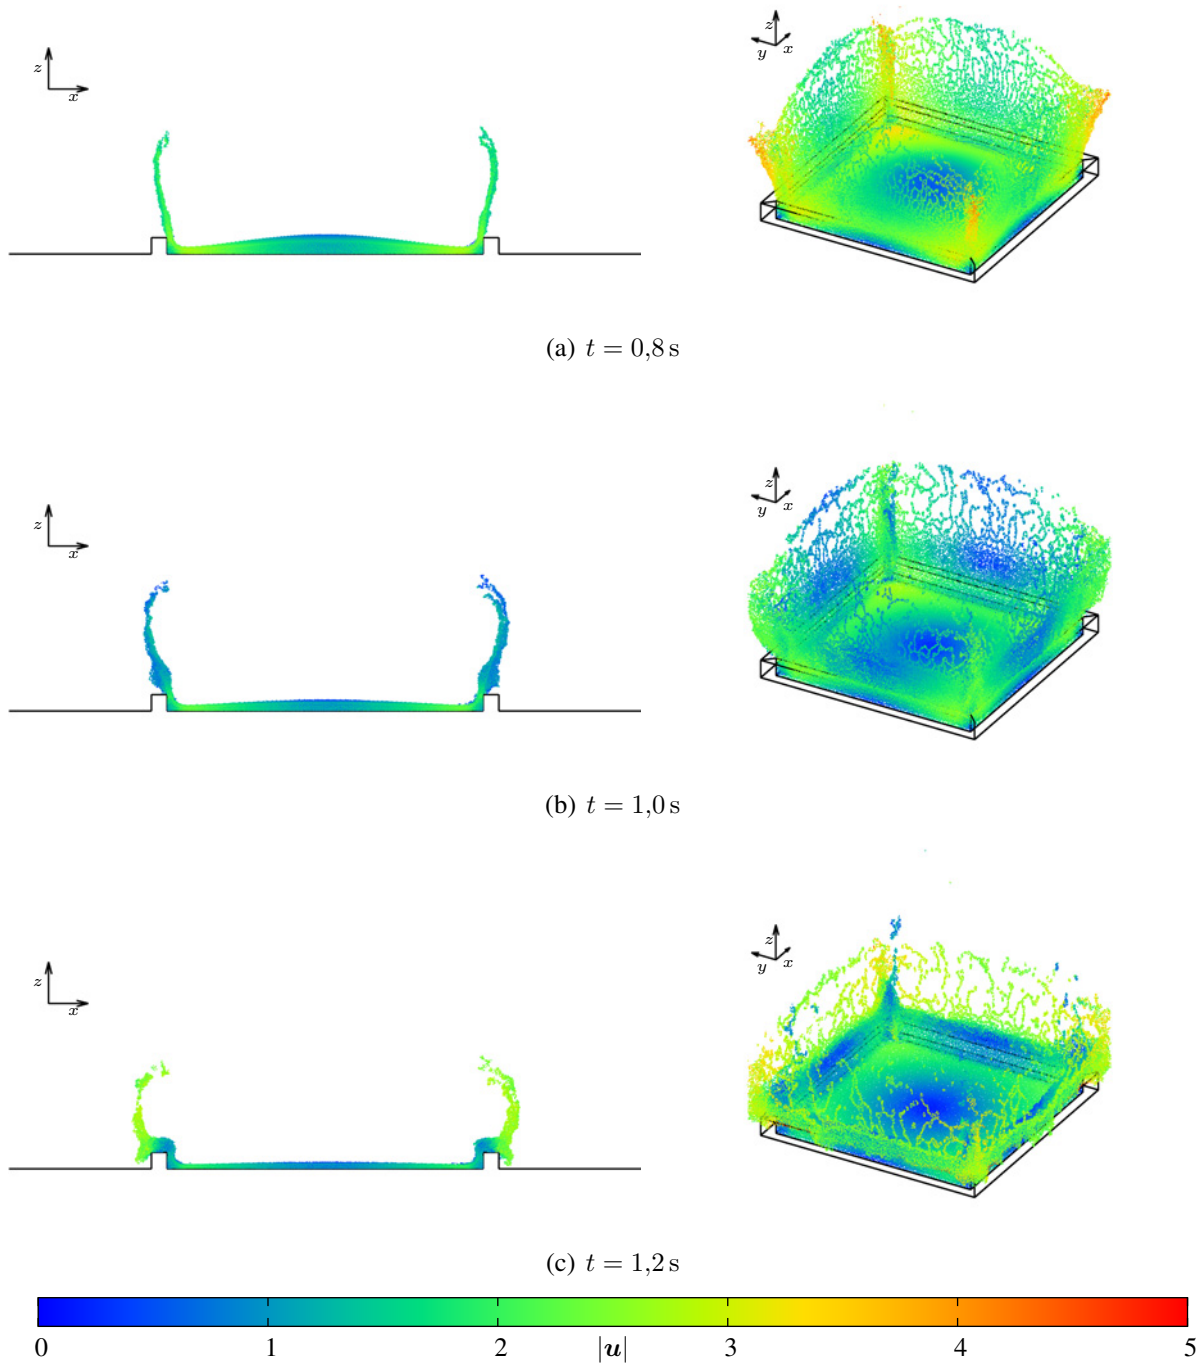 z
x
z
y x
(a) t = 0,8 s
z
x
z
y x
(b) t = 1,0 s
z
x
z
y x
(c) t = 1,2 s
0 1 2 |u| 3 4 5